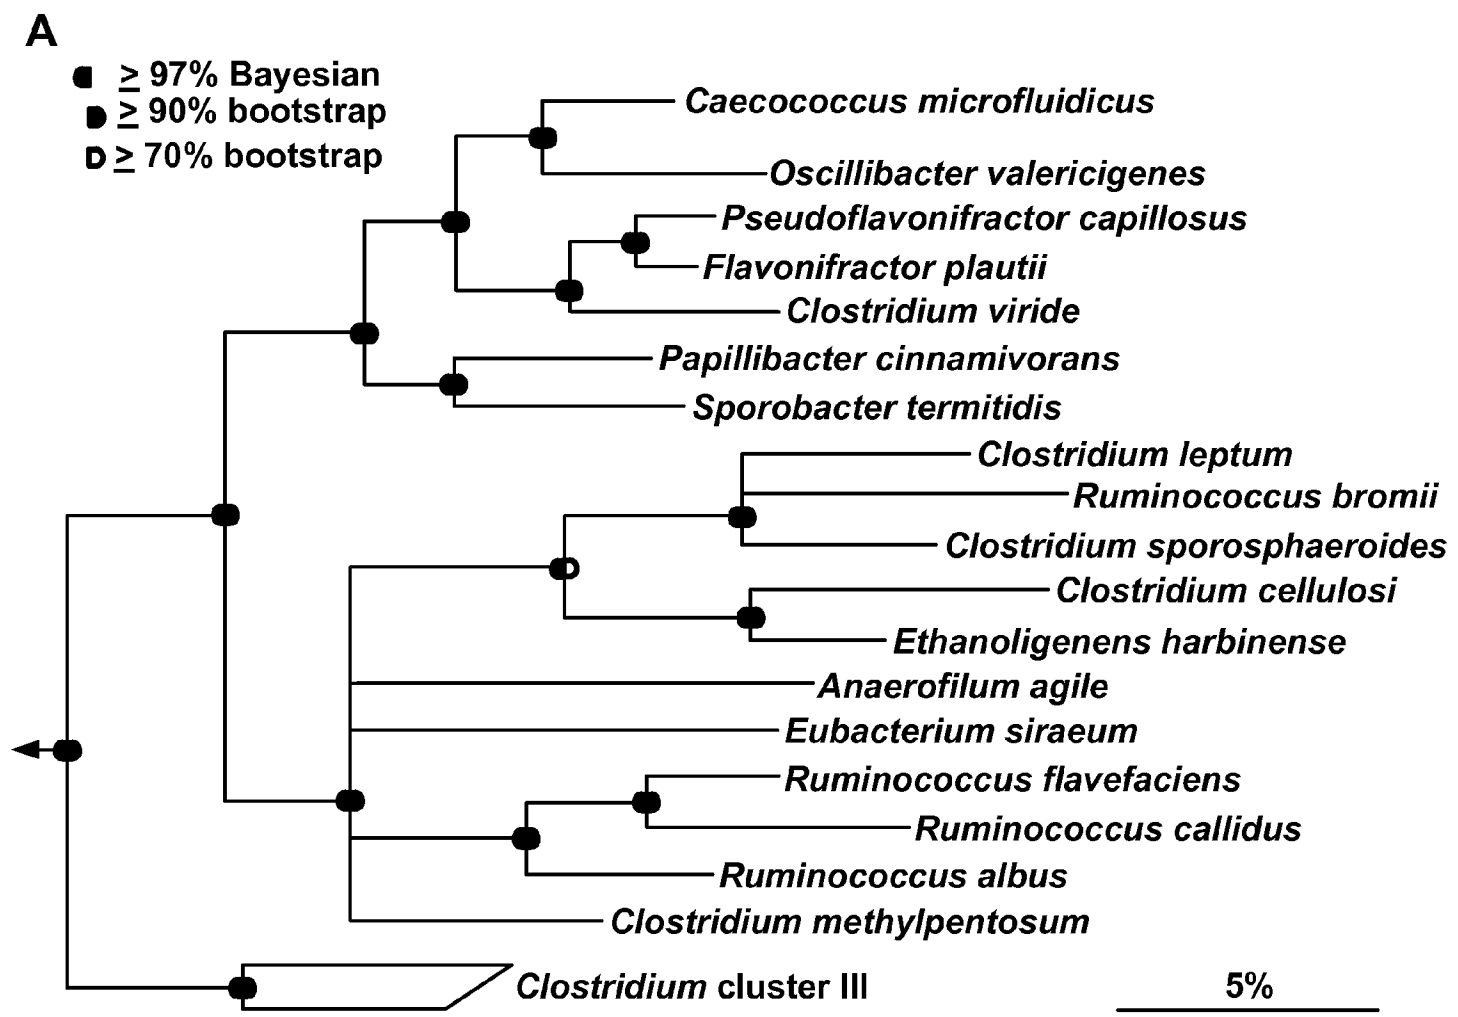 A
≥ 97% Bayesian
≥ 90% bootstrap
≥ 70% bootstrap
Caecococcus microfluidicus
Oscillibacter valericigenes
Pseudoflavonifractor capillosus
Flavonifractor plautii
Clostridium viride
Papillibacter cinnamivorans
Sporobacter termitidis
Clostridium leptum
Ruminococcus bromii
Clostridium sporosphaeroides
Clostridium cellulosi
Ethanoligenens harbinense
Anaerofilum agile
Eubacterium siraeum
Ruminococcus flavefaciens
Ruminococcus callidus
Ruminococcus albus
Clostridium methylpentosum
Clostridium cluster III
5%